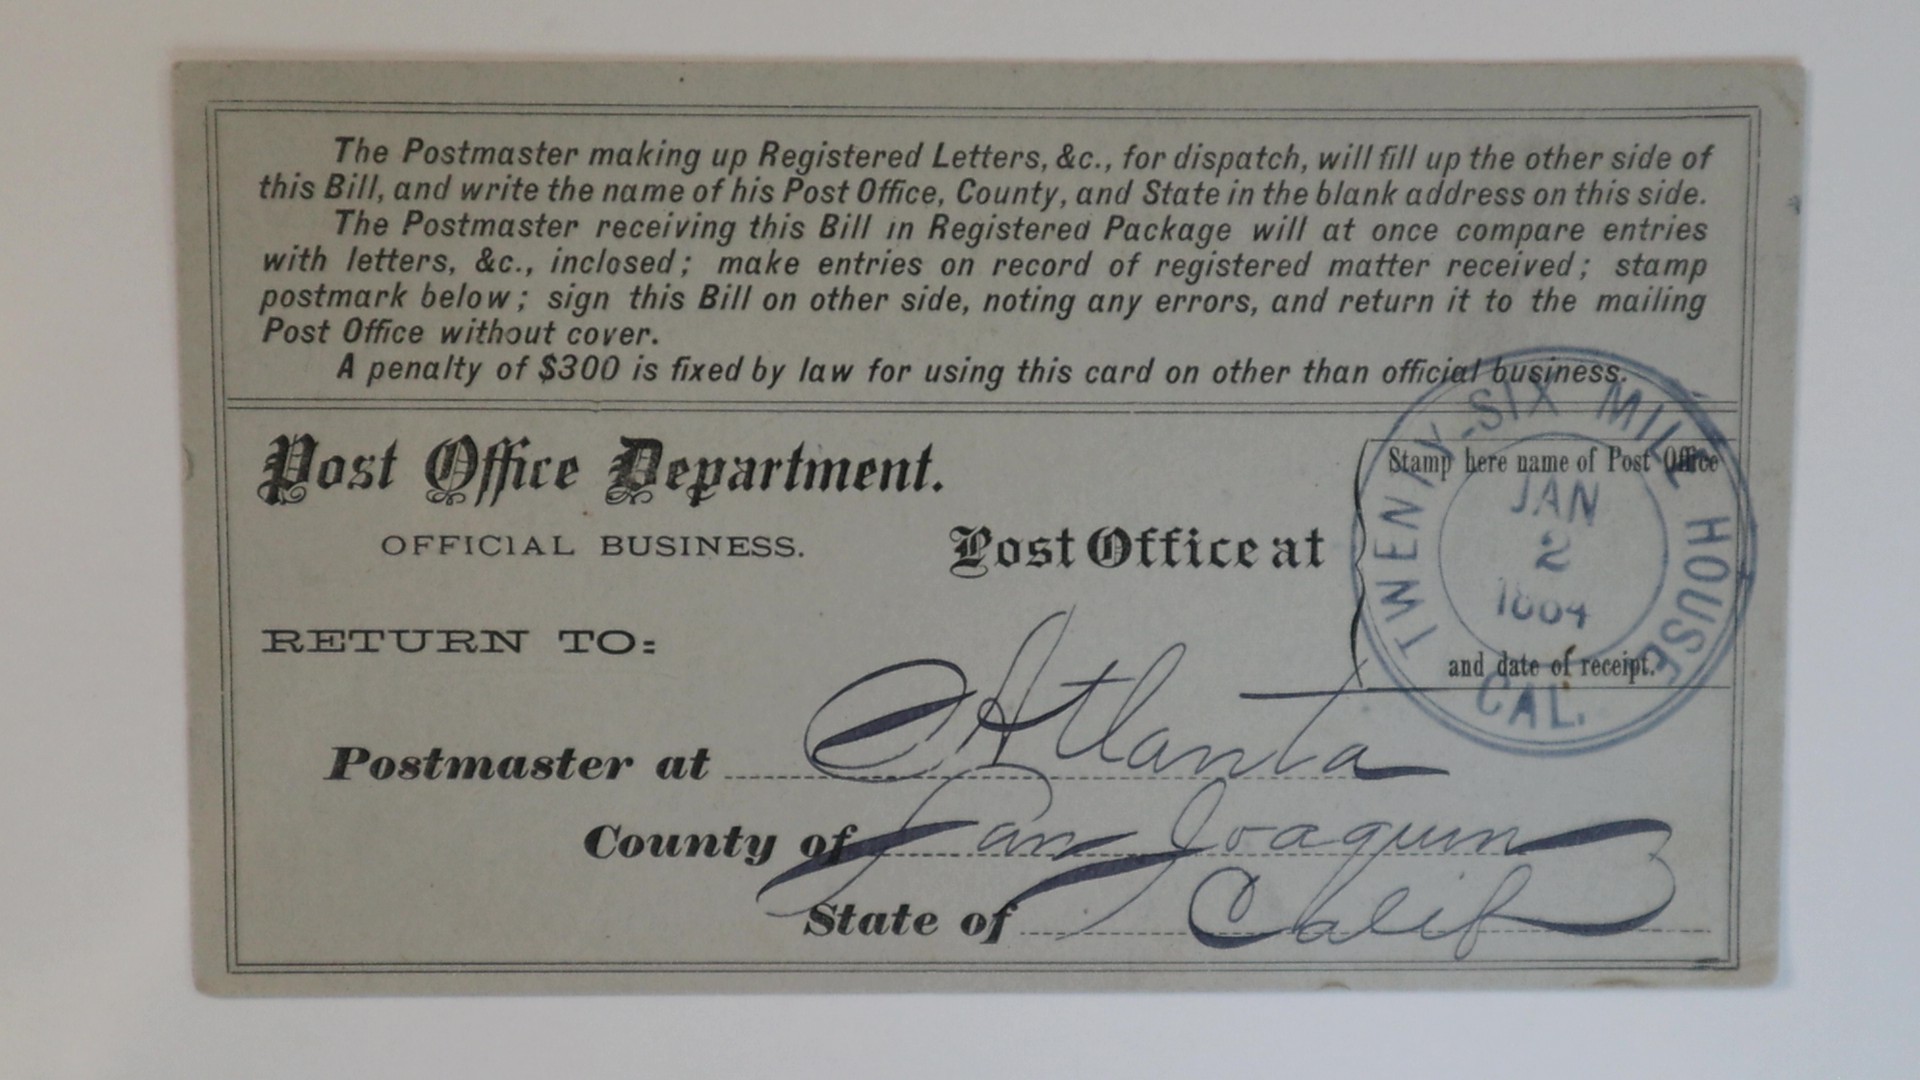 The Postmaster making up Registered Letters, &c., for dispatch, will fill up the other side of
this Bill, and write the name of his Post Office, County, and State in the blank address on this side.
The Postmaster receiving this Bill in Registered Package will at once compare entries
with letters, &c., inclosed; make entries on record of registered matter received; stamp
postmark below; sign this Bill on other side, noting any errors, and return it to the mailing
Post Office without cover.
A penalty of $300 is fixed by law for using this card on other than official business.
Post Office Department.
OFFICIAL BUSINESS.
Post Office at
Stamp here name of Post Office
and date of receipt.
TWENTY-SIX MILE HOUSE
JAN
2
1884
CAL.
RETURN TO:
Postmaster at Atlanta
County of San Joaquin
State of Calif